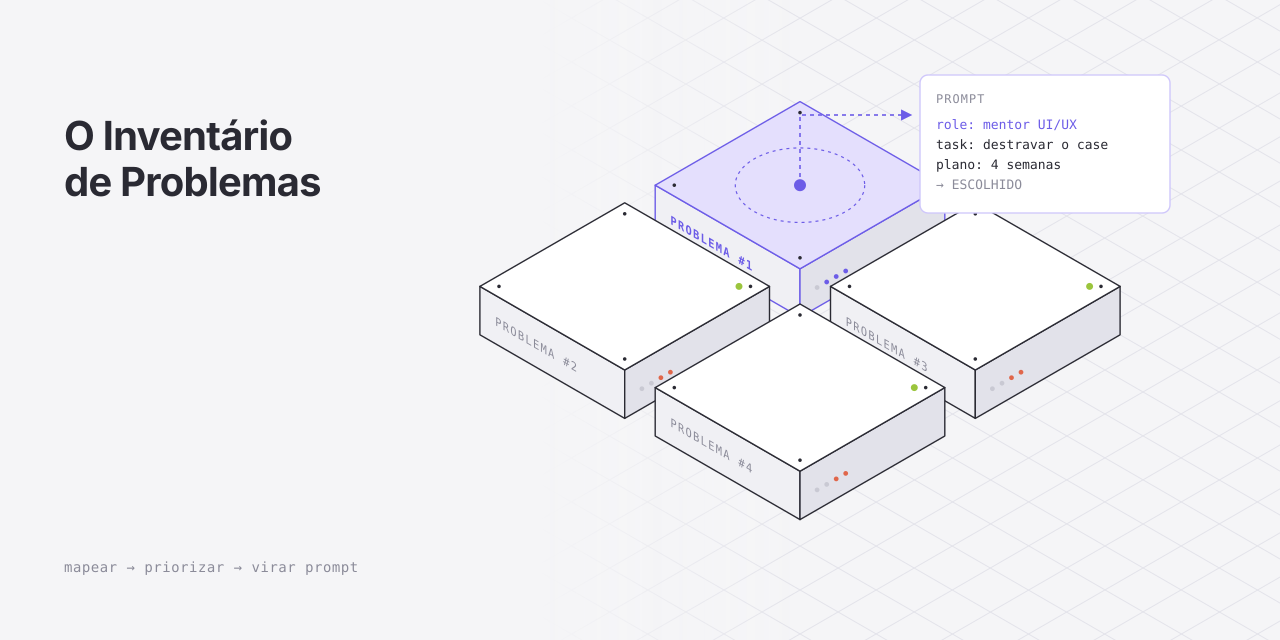 O Inventário
de Problemas
PROMPT
role: mentor UI/UX
task: destravar o case
plano: 4 semanas
→ ESCOLHIDO
PROBLEMA #1
PROBLEMA #2
PROBLEMA #3
PROBLEMA #4
mapear → priorizar → virar prompt